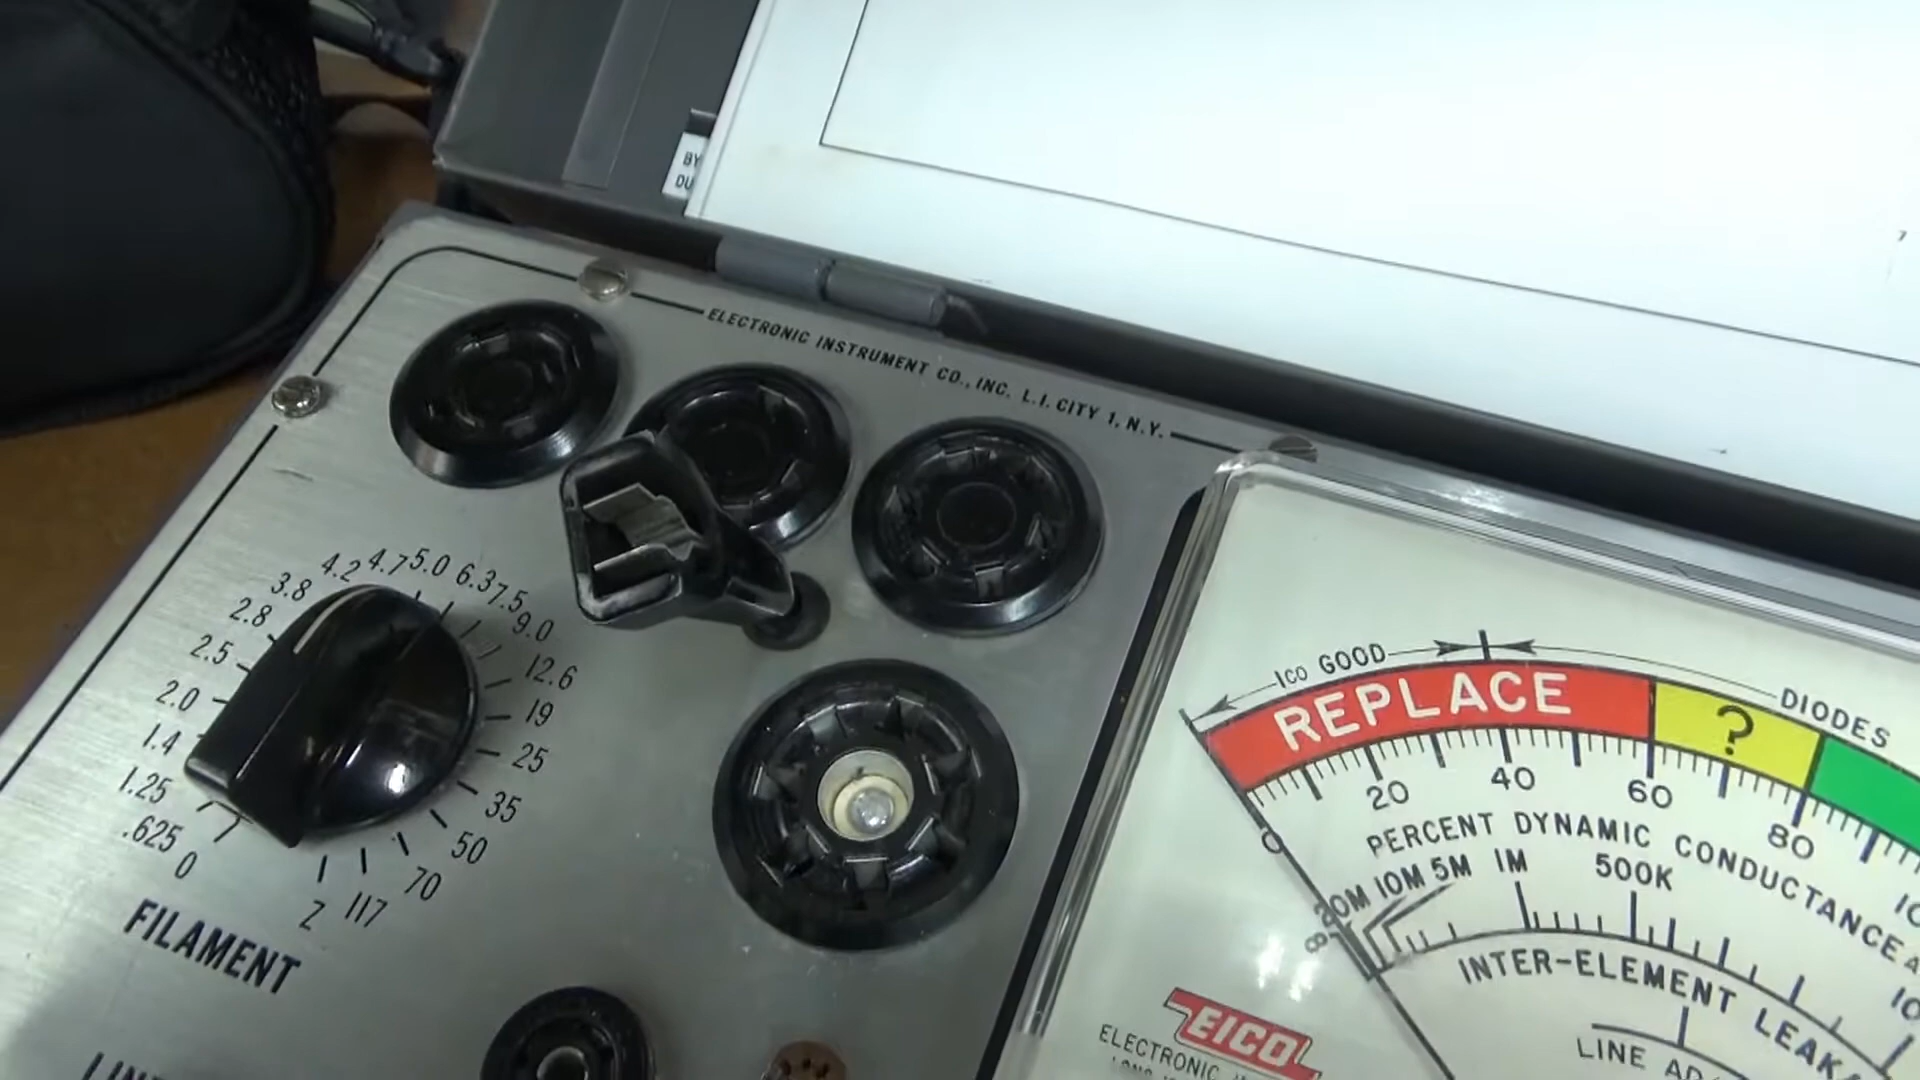 BY
DU
ELECTRONIC INSTRUMENT CO., INC. L.I. CITY 1, N.Y.
0
.625
1.25
1.4
2.0
2.5
2.8
3.8
4.2
4.7
5.0
6.3
7.5
9.0
12.6
19
25
35
50
70
117
Z
FILAMENT
ICO GOOD
DIODES
REPLACE
?
0
20
40
60
80
PERCENT DYNAMIC CONDUCTANCE
∞
20M
10M
5M
1M
500K
INTER-ELEMENT LEAKA
LINE AD
EICO
ELECTRONIC